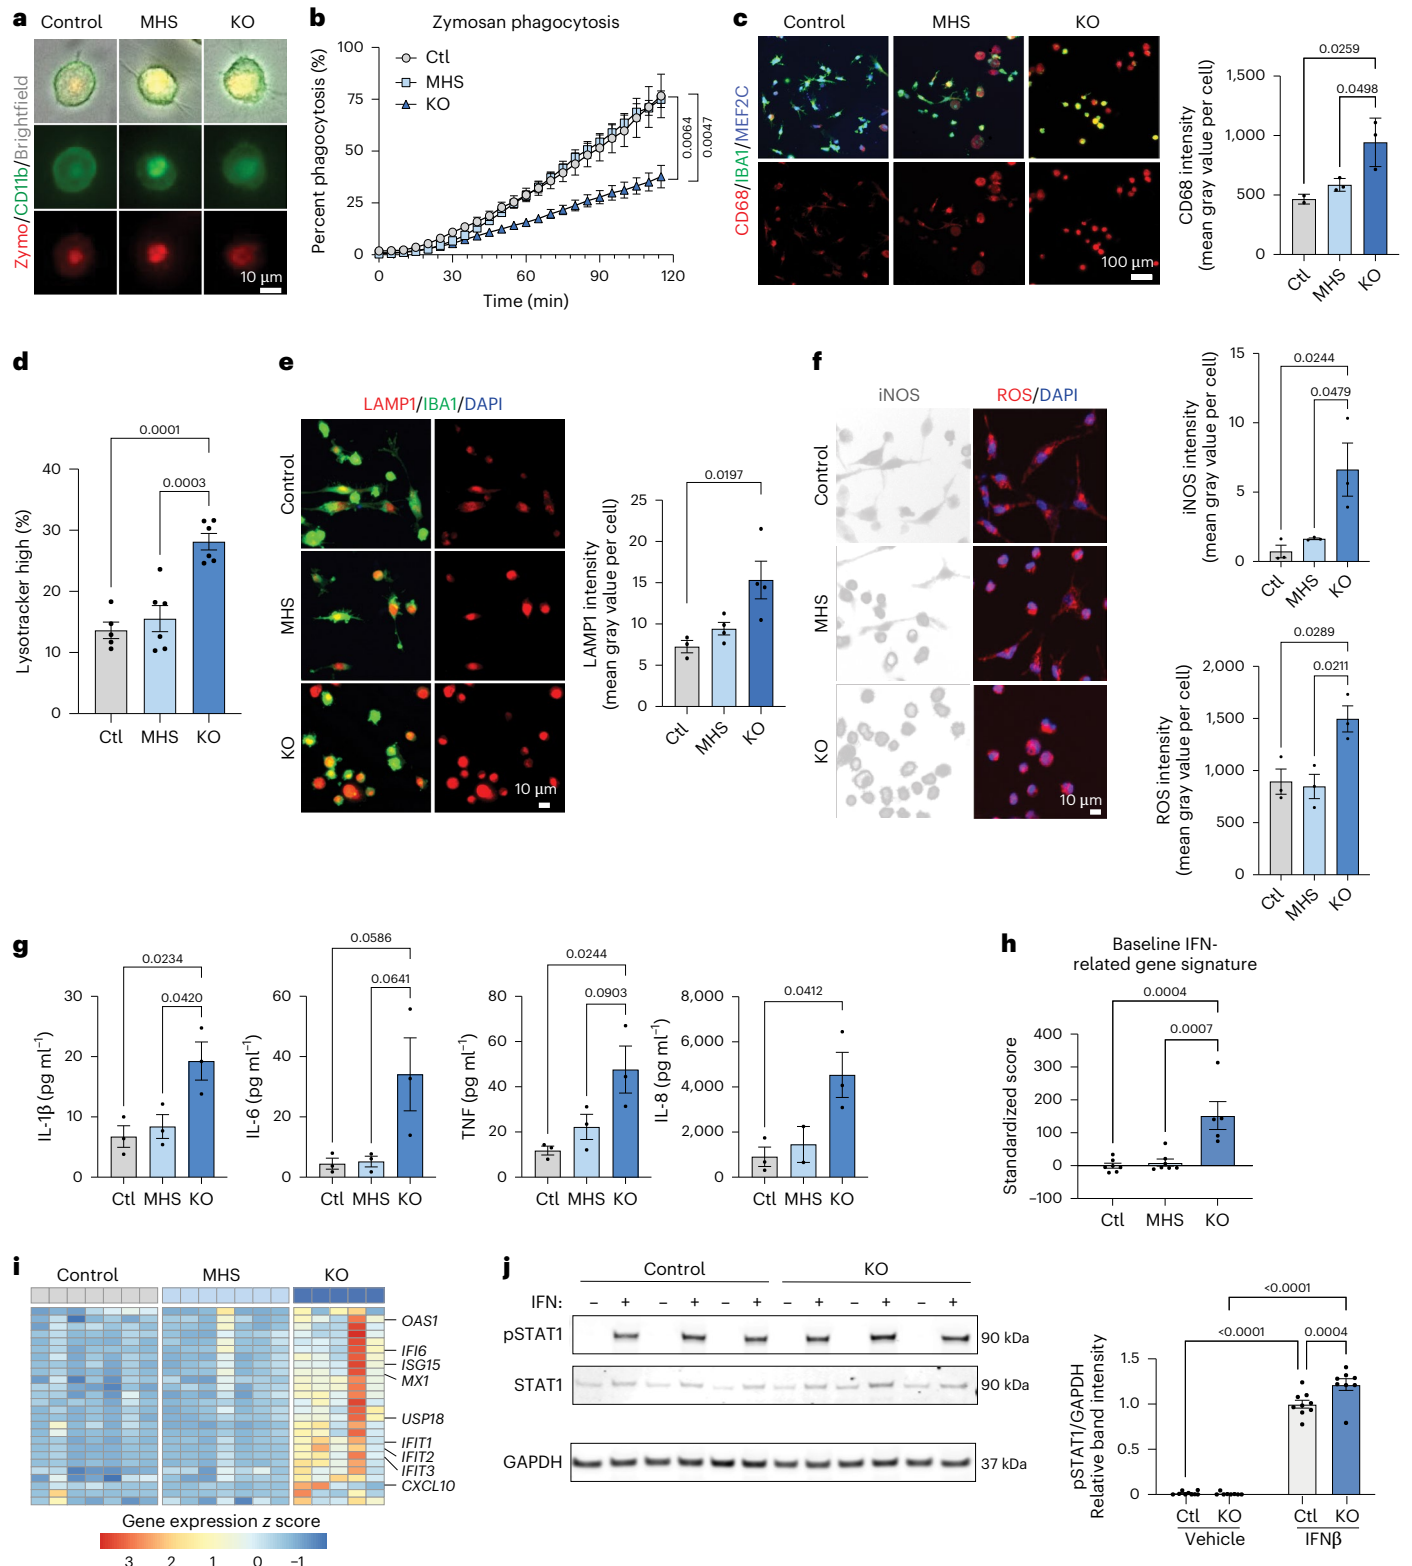 a
Control MHS KO
Zymo/CD11b/Brightfield
10 µm
b
Zymosan phagocytosis
Percent phagocytosis (%)
100
75
50
25
0
Ctl
MHS
KO
0.0064
0.0047
0 30 60 90 120
Time (min)
c
Control MHS KO
CD68/IBA1/MEF2C
100 µm
CD68 intensity
(mean gray value per cell)
0.0259
0.0498
1,500
1,000
500
0
Ctl MHS KO
d
0.0001
0.0003
Lysotracker high (%)
40
30
20
10
0
Ctl MHS KO
e
LAMP1/IBA1/DAPI
Control
MHS
KO
10 µm
LAMP1 intensity
(mean gray value per cell)
0.0197
25
20
15
10
5
0
Ctl MHS KO
f
iNOS ROS/DAPI
Control
MHS
KO
10 µm
iNOS intensity
(mean gray value per cell)
15
10
5
0
0.0244
0.0479
Ctl MHS KO
ROS intensity
(mean gray value per cell)
0.0289
0.0211
2,000
1,500
1,000
500
0
Ctl MHS KO
g
IL-1β (pg ml−1)
0.0234
0.0420
30
20
10
0
Ctl MHS KO
IL-6 (pg ml−1)
0.0586
0.0641
60
40
20
0
Ctl MHS KO
TNF (pg ml−1)
0.0244
0.0903
80
60
40
20
0
Ctl MHS KO
IL-8 (pg ml−1)
0.0412
8,000
6,000
4,000
2,000
0
Ctl MHS KO
h
Baseline IFN-
related gene signature
0.0004
0.0007
Standardized score
400
300
200
100
0
−100
Ctl MHS KO
i
Control MHS KO
OAS1
IFI6
ISG15
MX1
USP18
IFIT1
IFIT2
IFIT3
CXCL10
Gene expression z score
3 2 1 0 −1
j
Control KO
IFN: − + − + − + − + − + − +
pSTAT1 90 kDa
STAT1 90 kDa
GAPDH 37 kDa
pSTAT1/GAPDH
Relative band intensity
<0.0001
<0.0001 0.0004
1.5
1.0
0.5
0
Ctl KO Ctl KO
Vehicle IFNβ